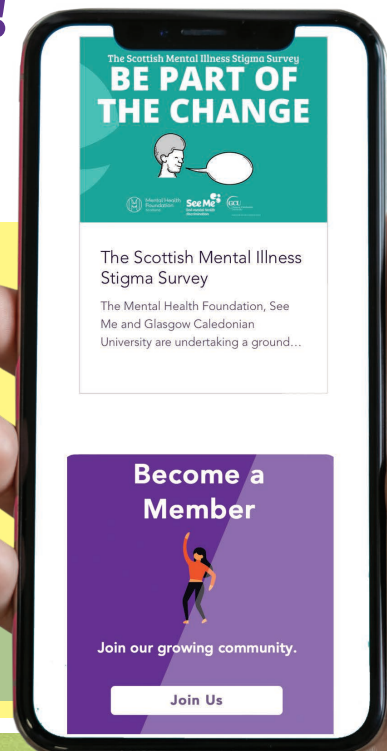 !
The Scottish Mental Illness Stigma Survey
BE PART OF
THE CHANGE
Mental Health
Foundation
See Me
GCU
The Scottish Mental Illness
Stigma Survey
The Mental Health Foundation, See
Me and Glasgow Caledonian
University are undertaking a ground…
Become a
Member
Join our growing community.
Join Us